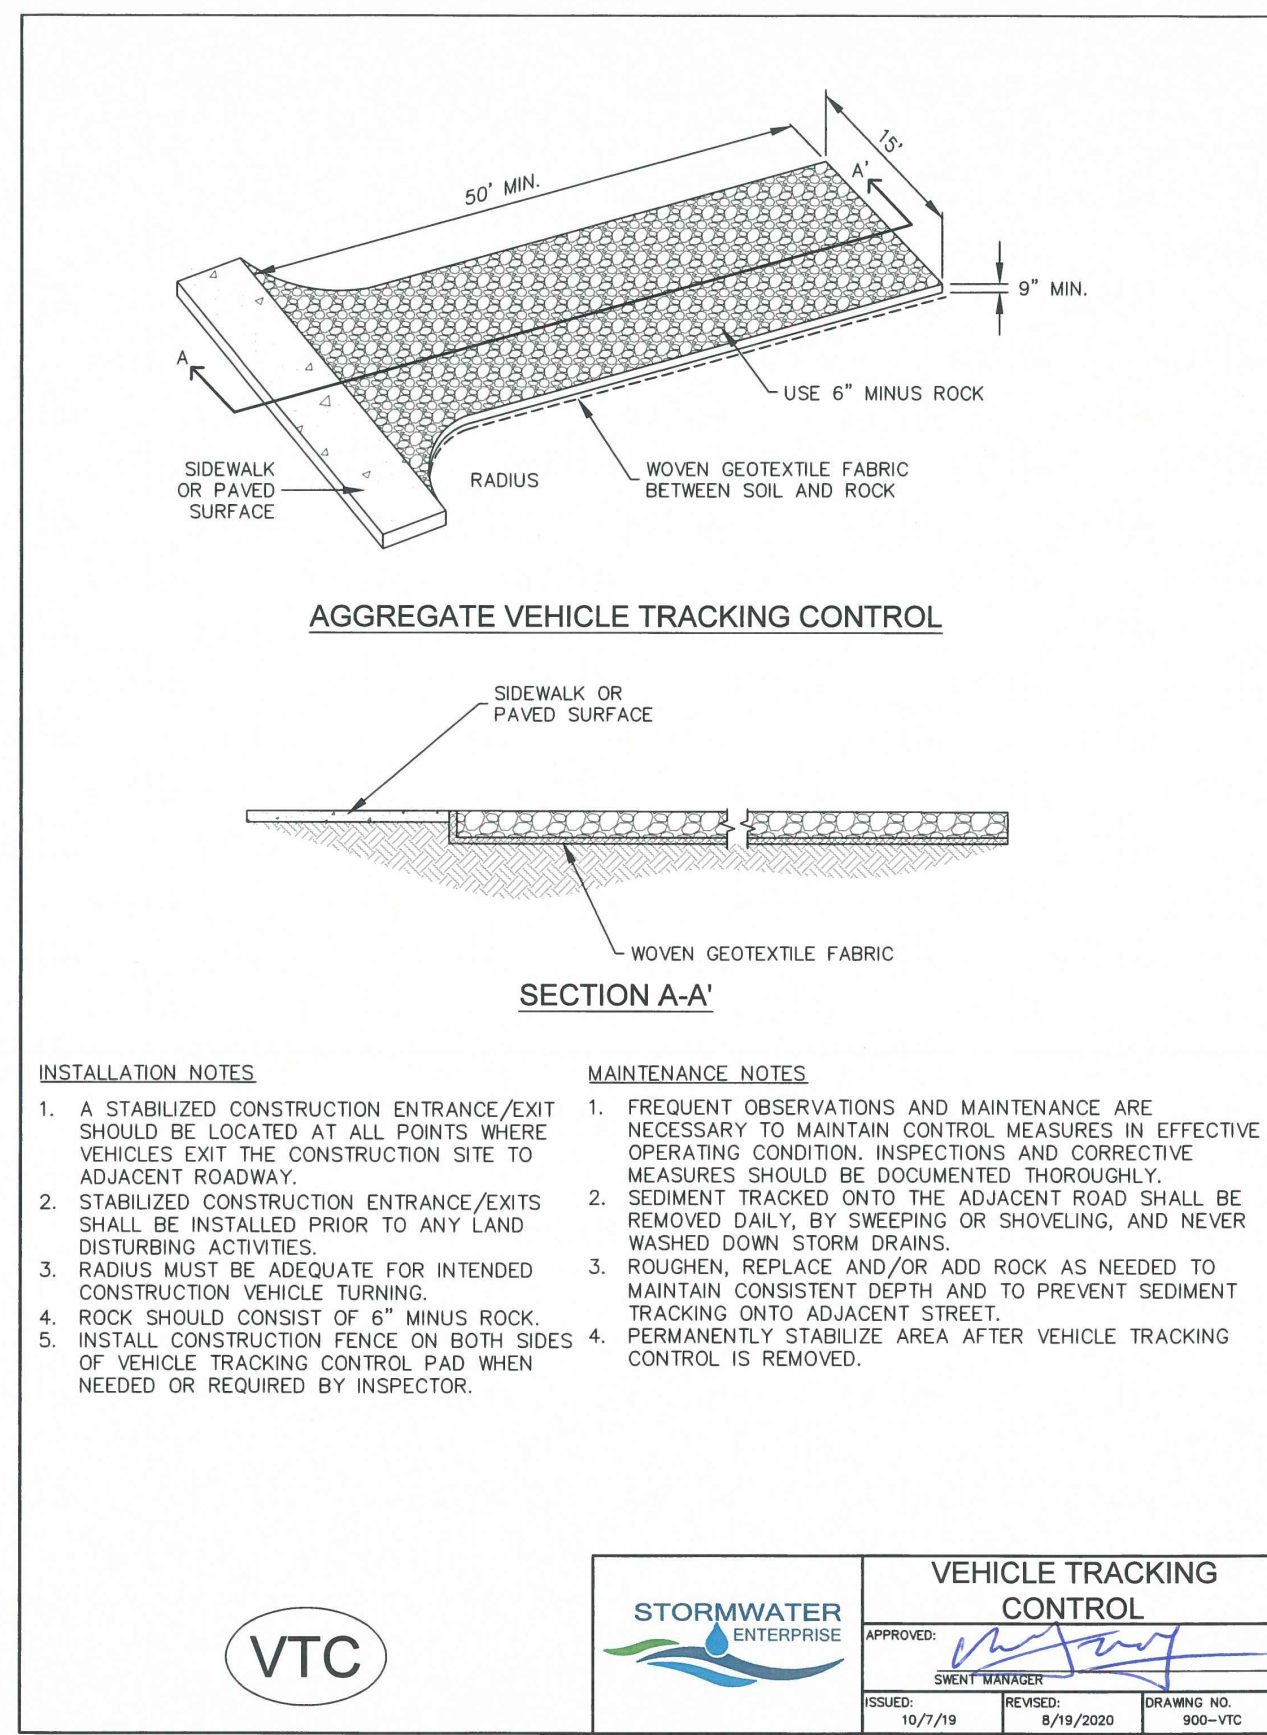 50' MIN.
15'
A'
9" MIN.
A
USE 6" MINUS ROCK
SIDEWALK
OR PAVED
SURFACE
RADIUS
WOVEN GEOTEXTILE FABRIC
BETWEEN SOIL AND ROCK
AGGREGATE VEHICLE TRACKING CONTROL
SIDEWALK OR
PAVED SURFACE
WOVEN GEOTEXTILE FABRIC
SECTION A-A'
INSTALLATION NOTES
1. A STABILIZED CONSTRUCTION ENTRANCE/EXIT
SHOULD BE LOCATED AT ALL POINTS WHERE
VEHICLES EXIT THE CONSTRUCTION SITE TO
ADJACENT ROADWAY.
2. STABILIZED CONSTRUCTION ENTRANCE/EXITS
SHALL BE INSTALLED PRIOR TO ANY LAND
DISTURBING ACTIVITIES.
3. RADIUS MUST BE ADEQUATE FOR INTENDED
CONSTRUCTION VEHICLE TURNING.
4. ROCK SHOULD CONSIST OF 6" MINUS ROCK.
5. INSTALL CONSTRUCTION FENCE ON BOTH SIDES
OF VEHICLE TRACKING CONTROL PAD WHEN
NEEDED OR REQUIRED BY INSPECTOR.
MAINTENANCE NOTES
1. FREQUENT OBSERVATIONS AND MAINTENANCE ARE
NECESSARY TO MAINTAIN CONTROL MEASURES IN EFFECTIVE
OPERATING CONDITION. INSPECTIONS AND CORRECTIVE
MEASURES SHOULD BE DOCUMENTED THOROUGHLY.
2. SEDIMENT TRACKED ONTO THE ADJACENT ROAD SHALL BE
REMOVED DAILY, BY SWEEPING OR SHOVELING, AND NEVER
WASHED DOWN STORM DRAINS.
3. ROUGHEN, REPLACE AND/OR ADD ROCK AS NEEDED TO
MAINTAIN CONSISTENT DEPTH AND TO PREVENT SEDIMENT
TRACKING ONTO ADJACENT STREET.
4. PERMANENTLY STABILIZE AREA AFTER VEHICLE TRACKING
CONTROL IS REMOVED.
VTC
STORMWATER
ENTERPRISE
VEHICLE TRACKING
CONTROL
APPROVED:
SWENT MANAGER
ISSUED:
10/7/19
REVISED:
8/19/2020
DRAWING NO.
900-VTC